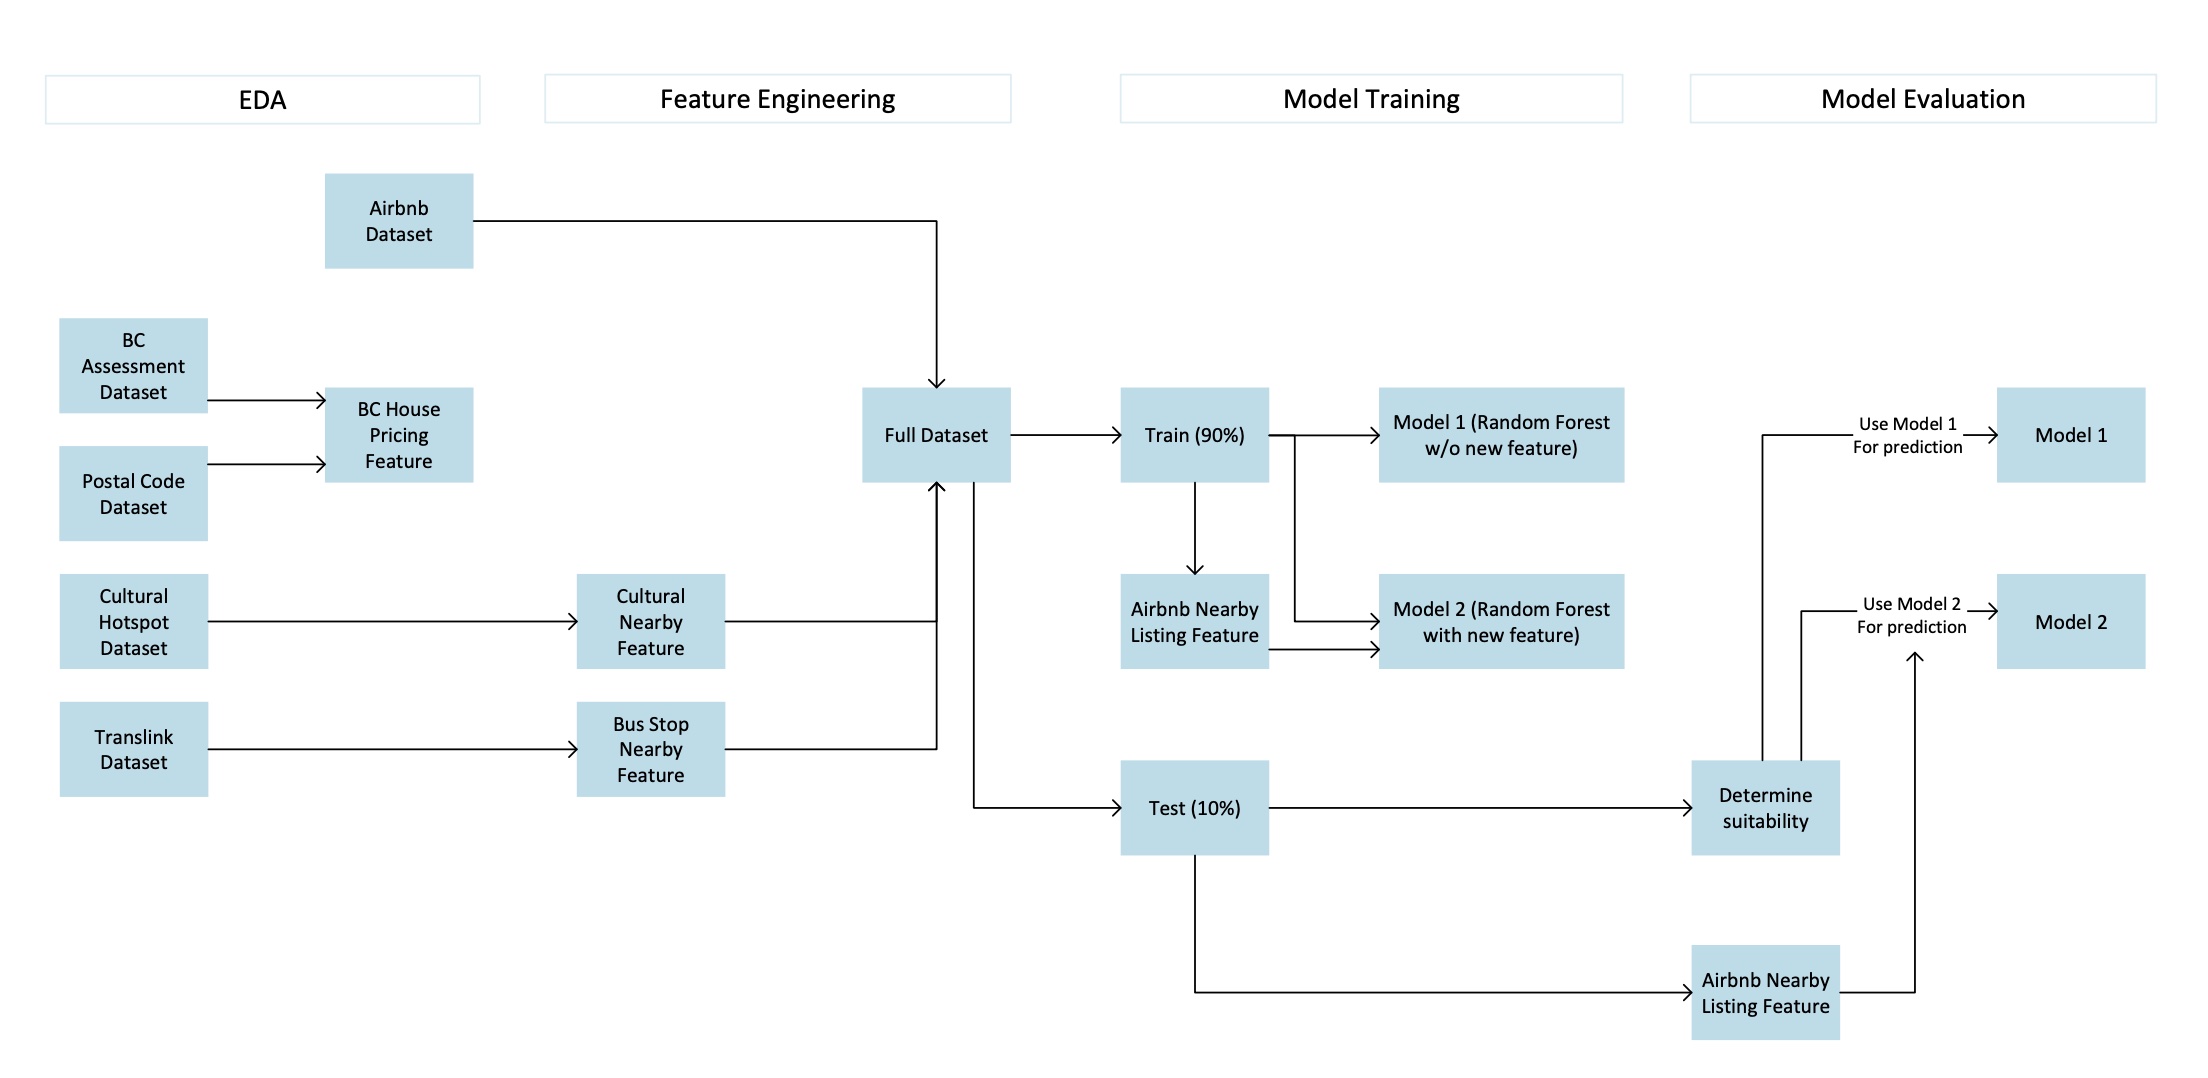 EDA
Feature Engineering
Model Training
Model Evaluation
Airbnb
Dataset
BC
Assessment
Dataset
BC House
Pricing
Feature
Postal Code
Dataset
Cultural
Hotspot
Dataset
Translink
Dataset
Cultural
Nearby
Feature
Bus Stop
Nearby
Feature
Full Dataset
Train (90%)
Model 1 (Random Forest
w/o new feature)
Airbnb Nearby
Listing Feature
Model 2 (Random Forest
with new feature)
Test (10%)
Use Model 1
For prediction
Model 1
Use Model 2
For prediction
Model 2
Determine
suitability
Airbnb Nearby
Listing Feature